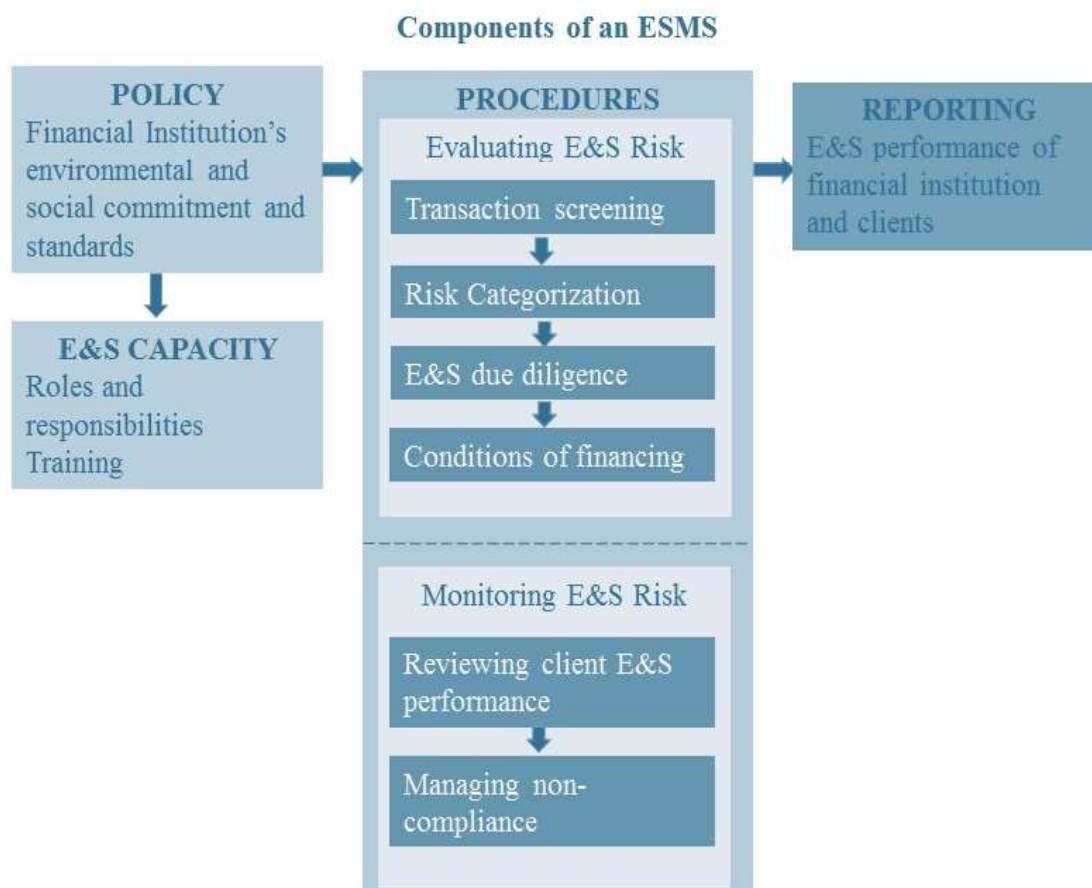 Components of an ESMS
POLICY
Financial Institution’s
environmental and
social commitment and
standards
E&S CAPACITY
Roles and
responsibilities
Training
PROCEDURES
Evaluating E&S Risk
Transaction screening
Risk Categorization
E&S due diligence
Conditions of financing
Monitoring E&S Risk
Reviewing client E&S
performance
Managing non-
compliance
REPORTING
E&S performance of
financial institution
and clients